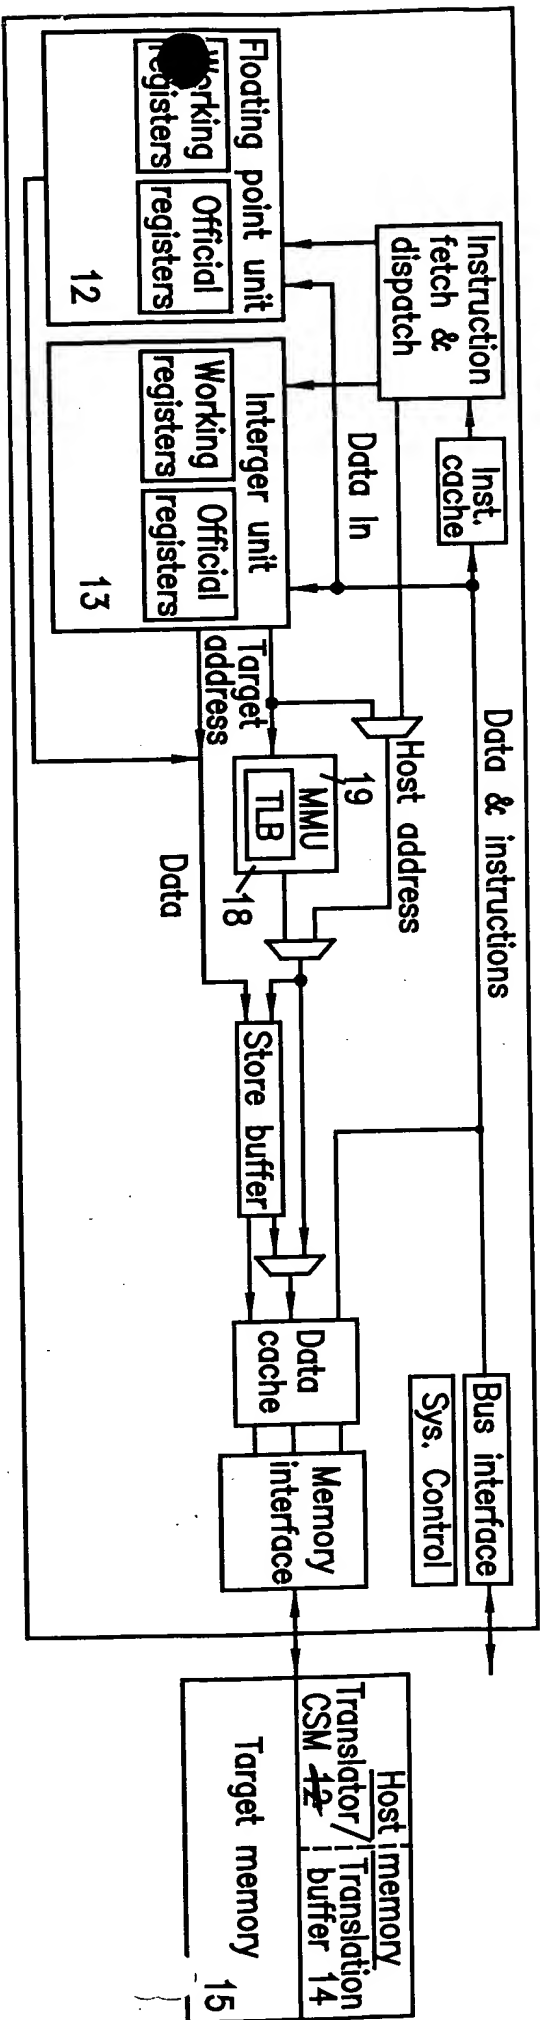 Floating point unit
Working
registers
Official
registers
12
Instruction
fetch &
dispatch
Inst.
cache
Interger unit
Working
registers
Official
registers
13
Data In
Data & instructions
Target
address
Host address
19
MMU
TLB
18
Data
Store buffer
Data
cache
Bus interface
Sys. Control
Memory
interface
Host memory
Translator/
CSM 12
Translation
buffer 14
Target memory
15